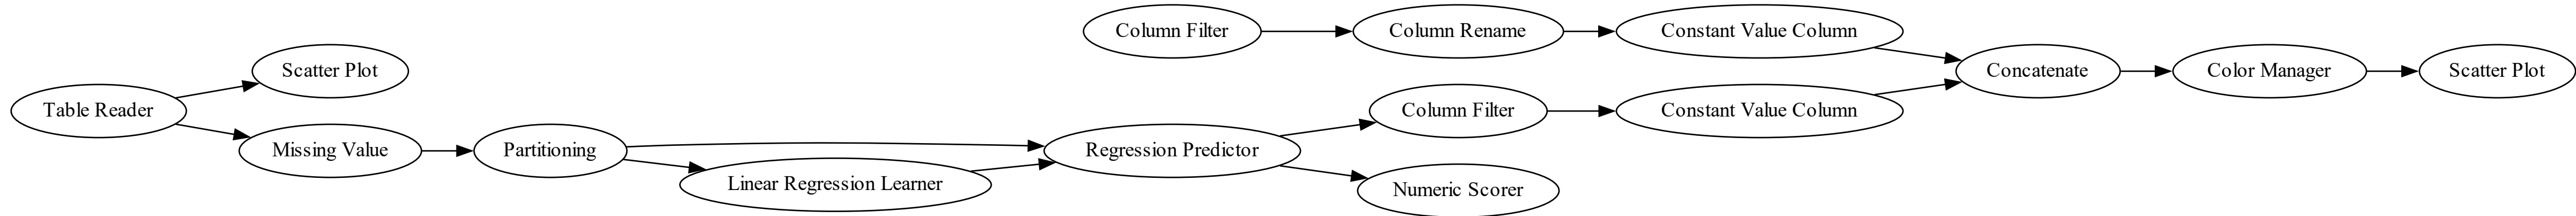 Column Filter
Column Rename
Constant Value Column
Scatter Plot
Concatenate
Color Manager
Scatter Plot
Table Reader
Column Filter
Constant Value Column
Missing Value
Partitioning
Regression Predictor
Linear Regression Learner
Numeric Scorer